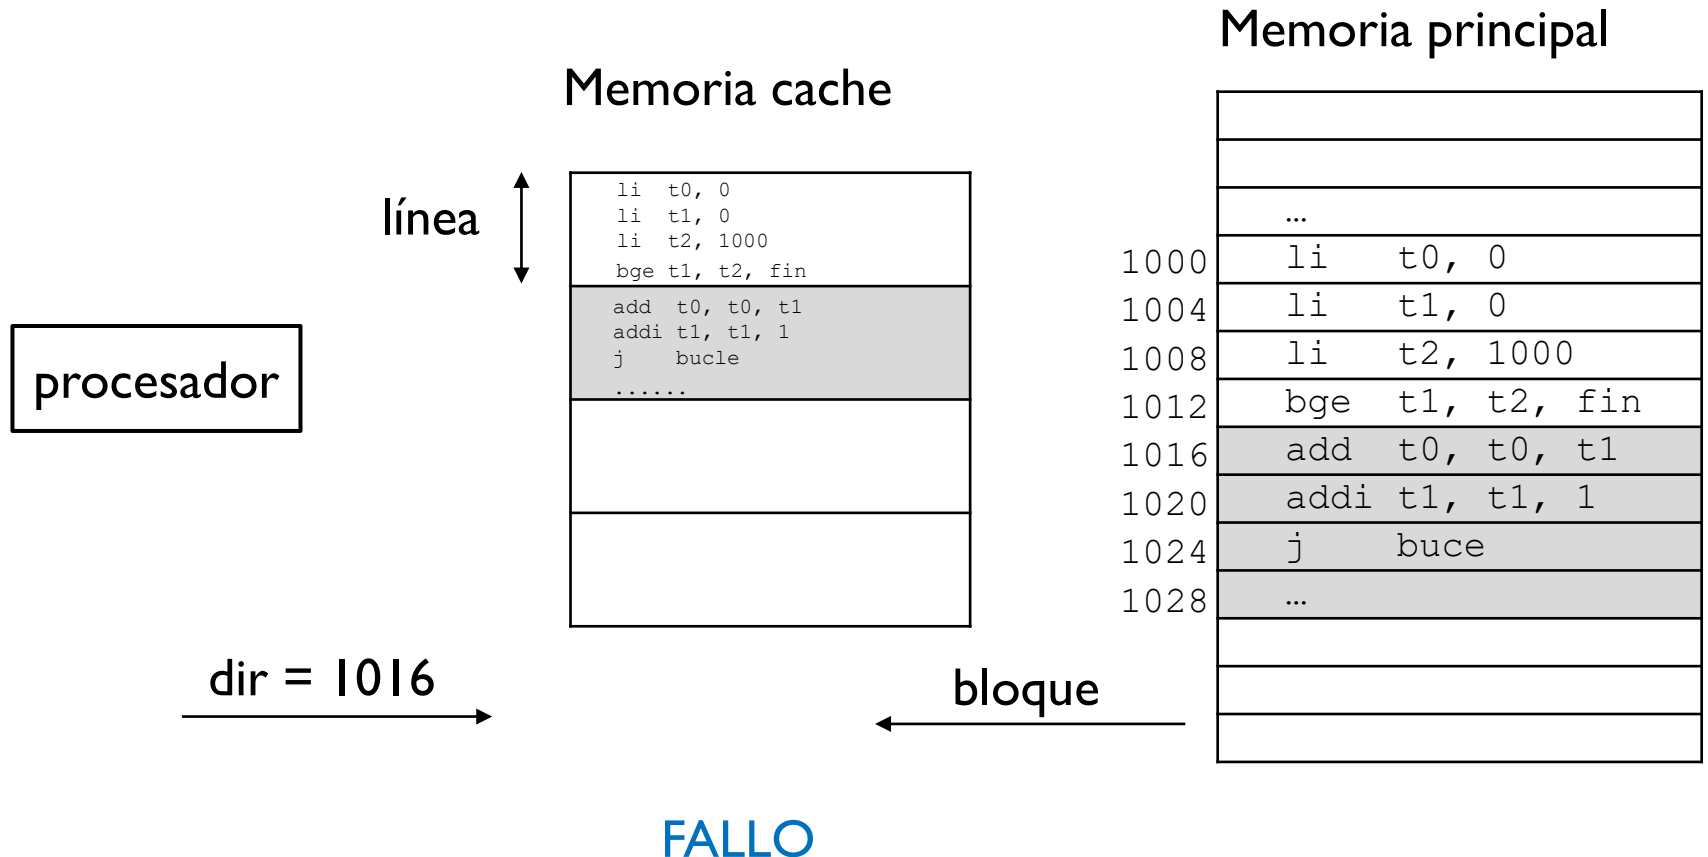 Memoria principal
Memoria cache
línea
li t0, 0
li t1, 0
li t2, 1000
bge t1, t2, fin
add t0, t0, t1
addi t1, t1, 1
j bucle
......
procesador
…
1000 li t0, 0
1004 li t1, 0
1008 li t2, 1000
1012 bge t1, t2, fin
1016 add t0, t0, t1
1020 addi t1, t1, 1
1024 j buce
1028 …
dir = 1016
bloque
FALLO